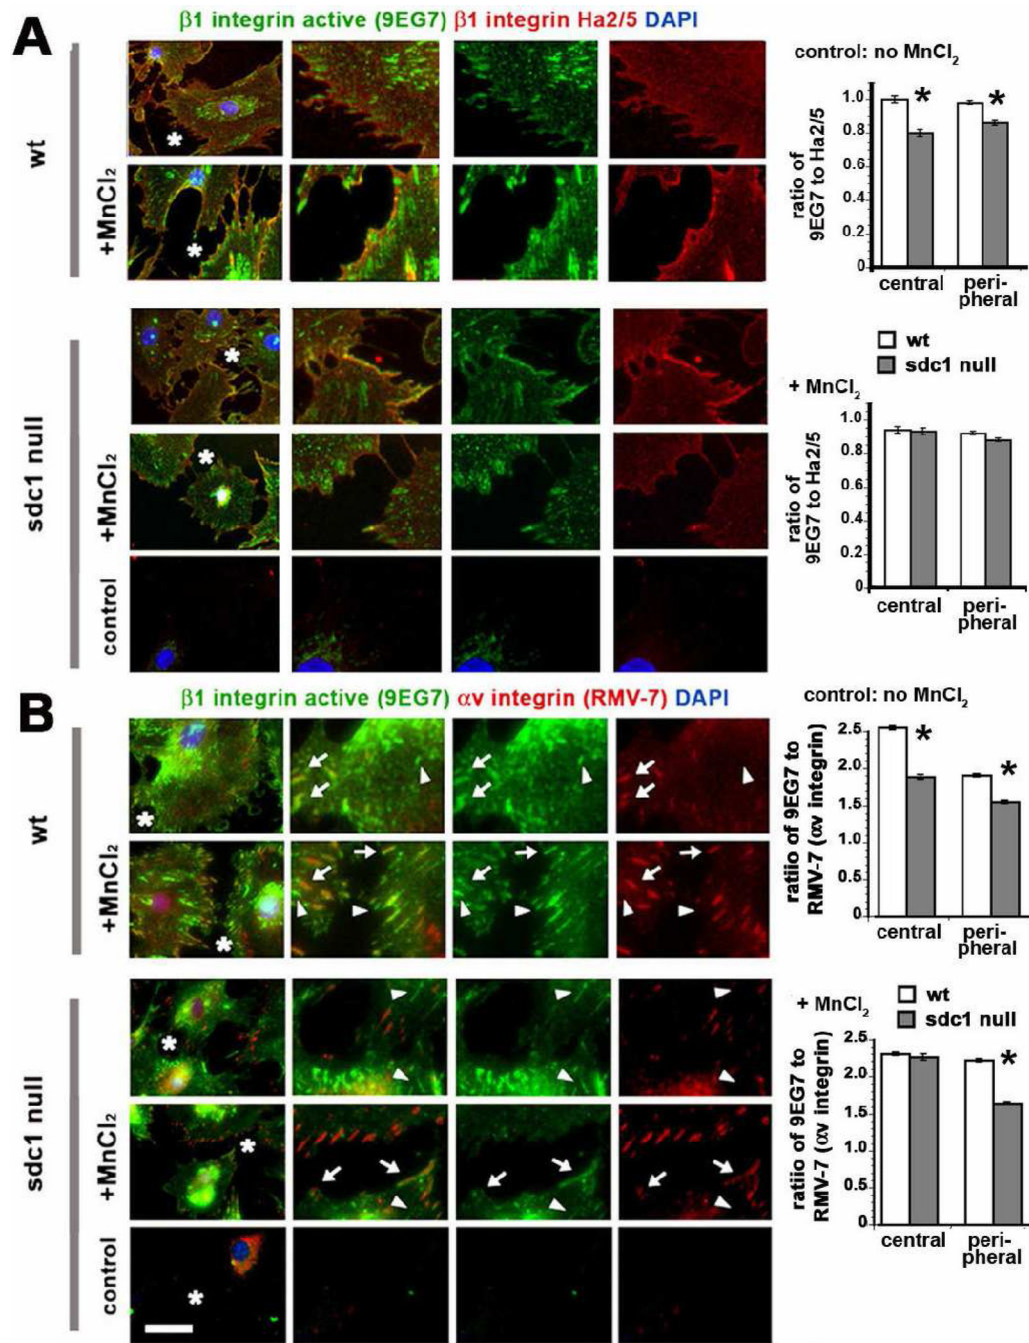 A
β1 integrin active (9EG7) β1 integrin Ha2/5 DAPI
wt
+MnCl₂
sdc1 null
+MnCl₂
control
control: no MnCl₂
ratio of
9EG7 to Ha2/5
1.0
0.8
0.6
0.4
0.2
0
*
*
central
peri-
pheral
wt
sdc1 null
+ MnCl₂
ratio of
9EG7 to Ha2/5
1.0
0.8
0.6
0.4
0.2
0
central
peri-
pheral
B
β1 integrin active (9EG7) αv integrin (RMV-7) DAPI
wt
+MnCl₂
sdc1 null
+MnCl₂
control
control: no MnCl₂
ratiio of 9EG7 to
RMV-7 (αv integrin)
2.5
2.0
1.5
1.0
0.5
0
*
*
central
peri-
pheral
wt
sdc1 null
+ MnCl₂
ratiio of 9EG7 to
RMV-7 (αv integrin)
2.5
2.0
1.5
1.0
0.5
0
*
central
peri-
pheral